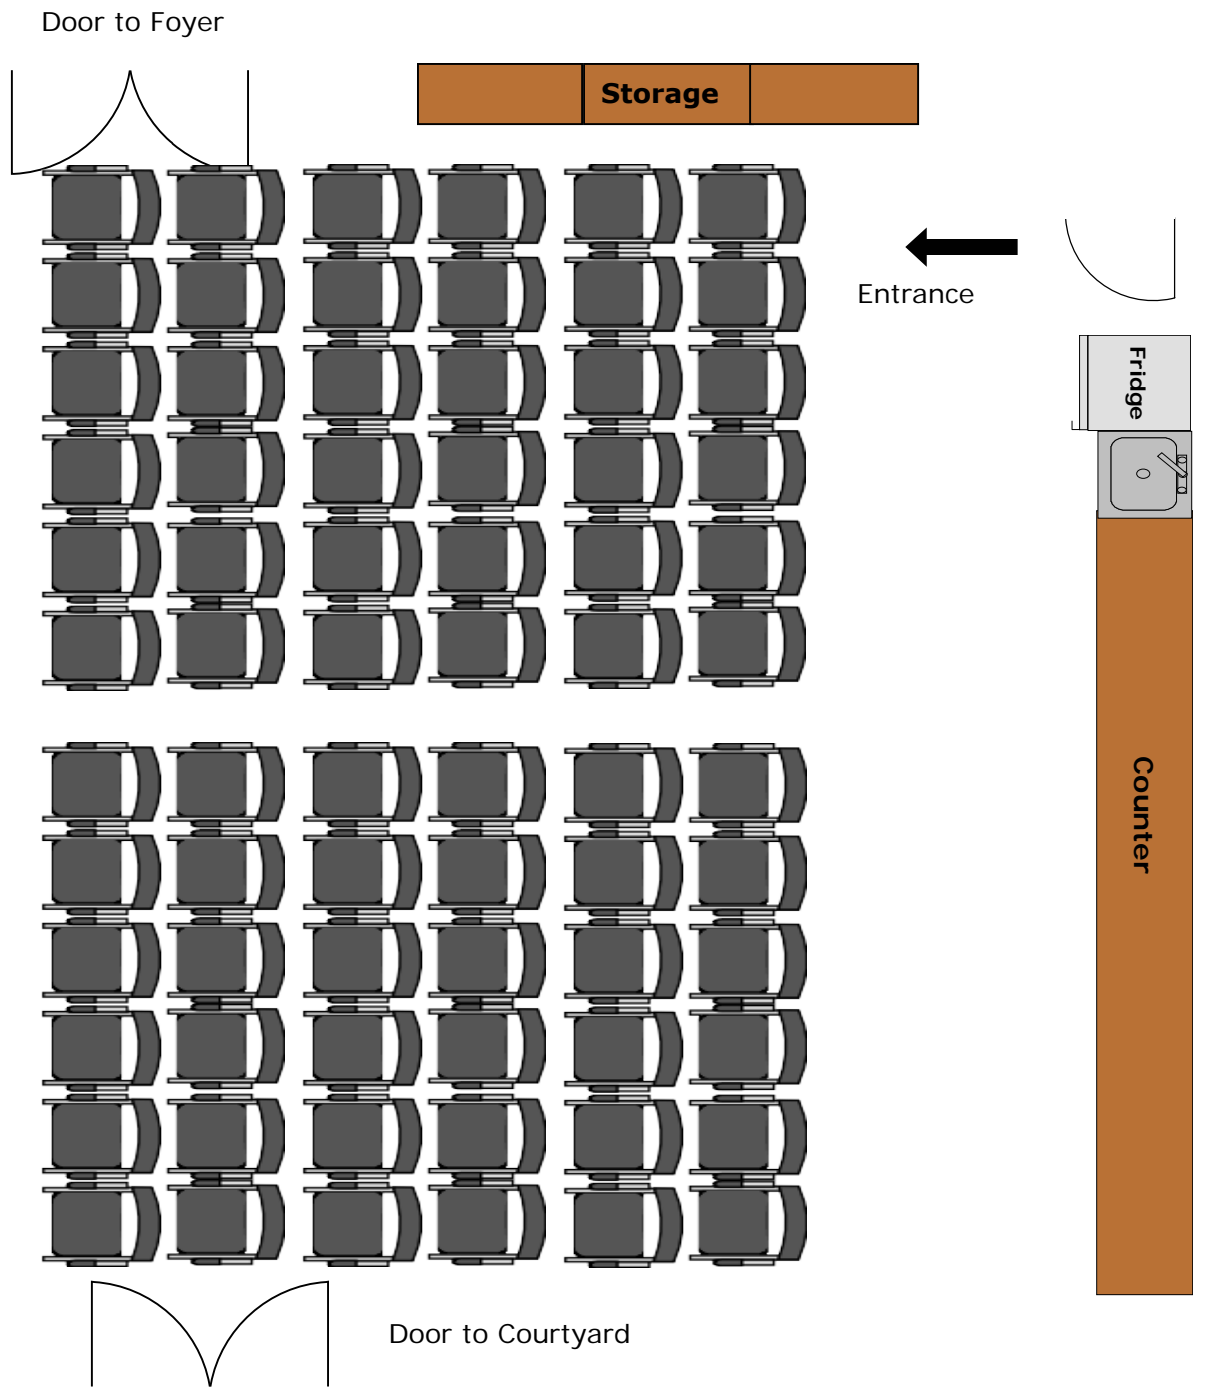 Door to Foyer
Storage
Entrance
Fridge
Counter
Door to Courtyard